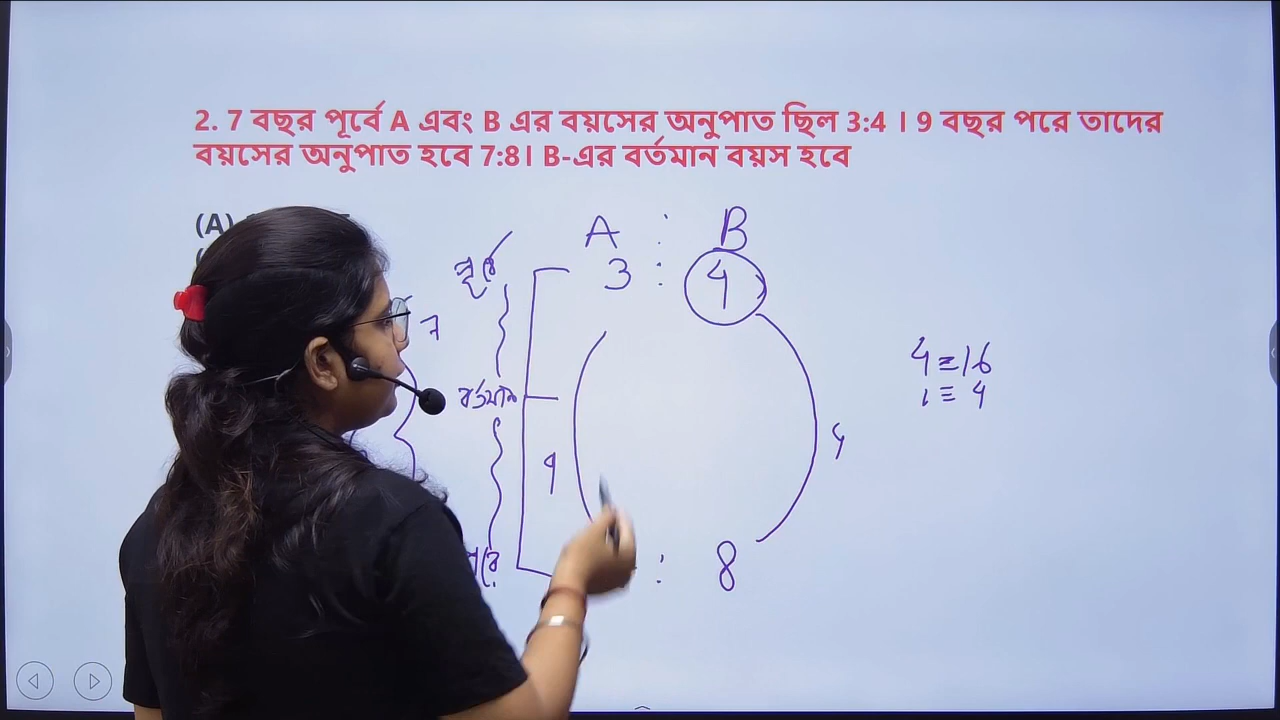 2. 7 বছর পূর্বে A এবং B এর বয়সের অনুপাত ছিল 3:4 । 9 বছর পরে তাদের
বয়সের অনুপাত হবে 7:8। B-এর বর্তমান বয়স হবে
(A)
A : B
পূর্বে 3 : 4
7
4 ≡ 16
বর্তমান 1 ≡ 4
9 4
: 8